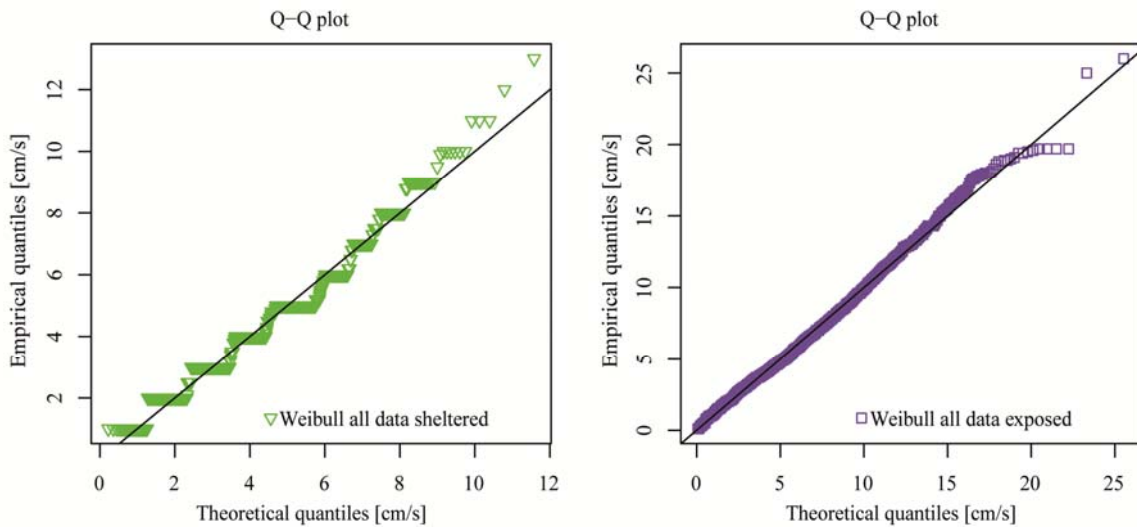 Q−Q plot
Empirical quantiles [cm/s]
12
10
8
6
4
2
Weibull all data sheltered
0 2 4 6 8 10 12
Theoretical quantiles [cm/s]
Q−Q plot
Empirical quantiles [cm/s]
25
20
15
10
5
0
Weibull all data exposed
0 5 10 15 20 25
Theoretical quantiles [cm/s]